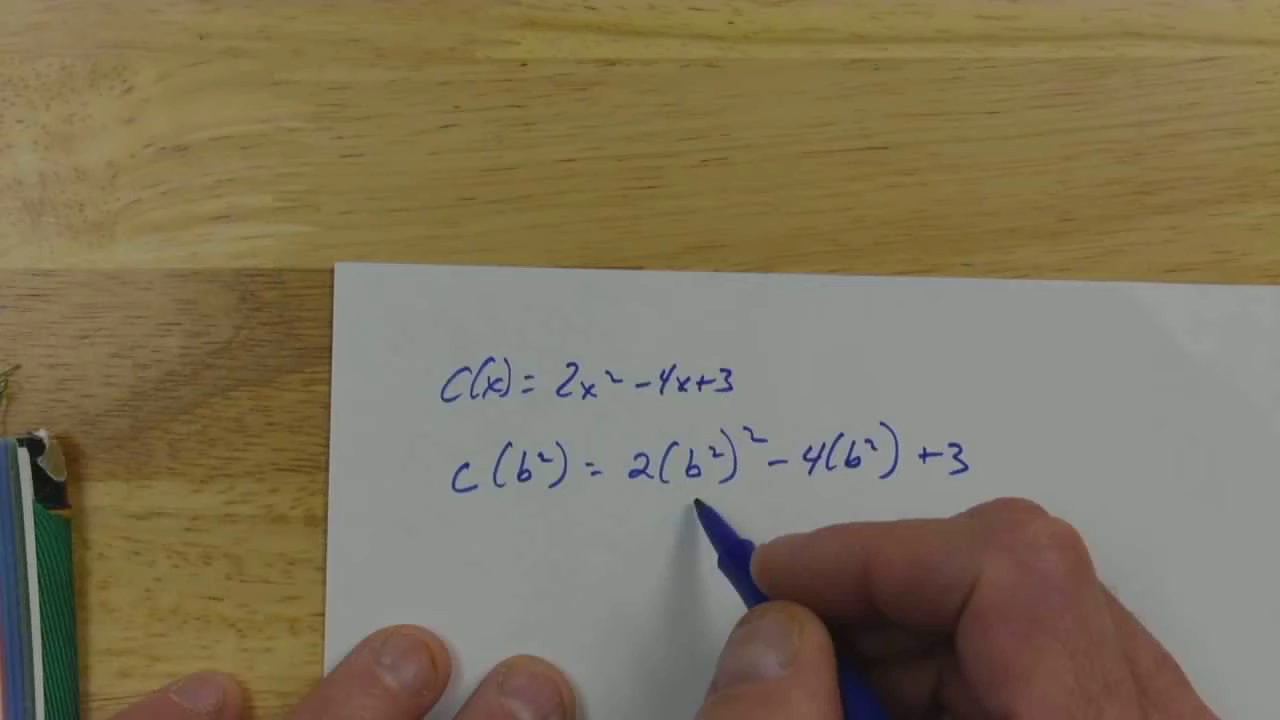 C(x) = 2x² - 4x + 3
C(b²) = 2(b²)² - 4(b²) + 3